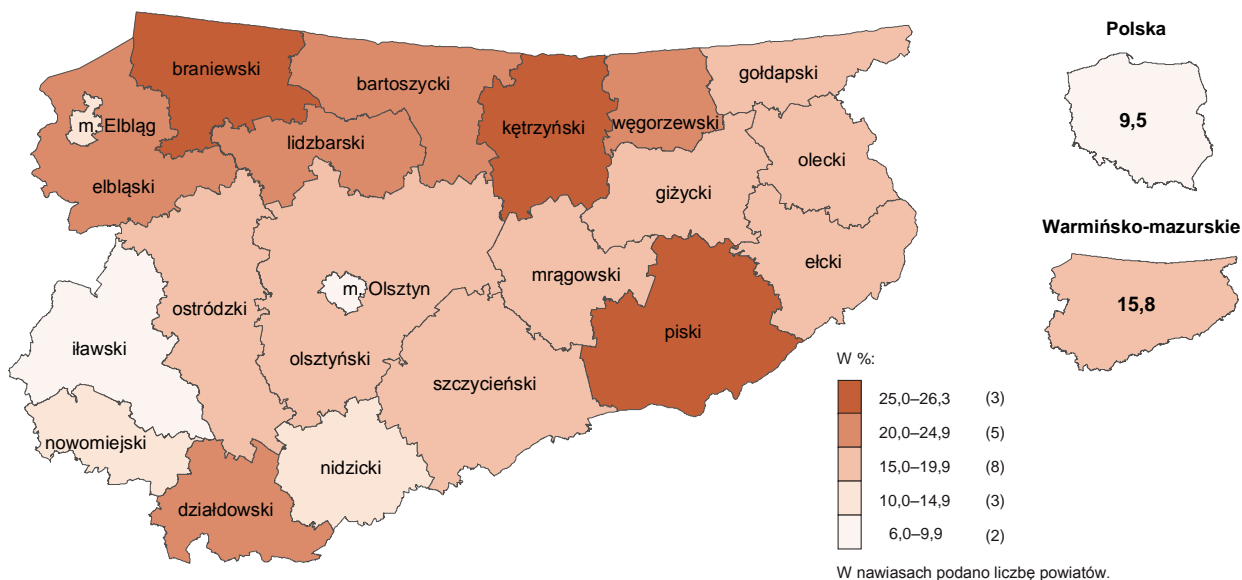 braniewski
bartoszycki
gołdapski
m. Elbląg
kętrzyński
węgorzewski
lidzbarski
olecki
elbląski
giżycki
ełcki
mrągowski
m. Olsztyn
ostródzki
piski
iławski
olsztyński
szczycieński
nowomiejski
nidzicki
działdowski
Polska
9,5
Warmińsko-mazurskie
15,8
W %:
25,0–26,3 (3)
20,0–24,9 (5)
15,0–19,9 (8)
10,0–14,9 (3)
6,0–9,9 (2)
W nawiasach podano liczbę powiatów.